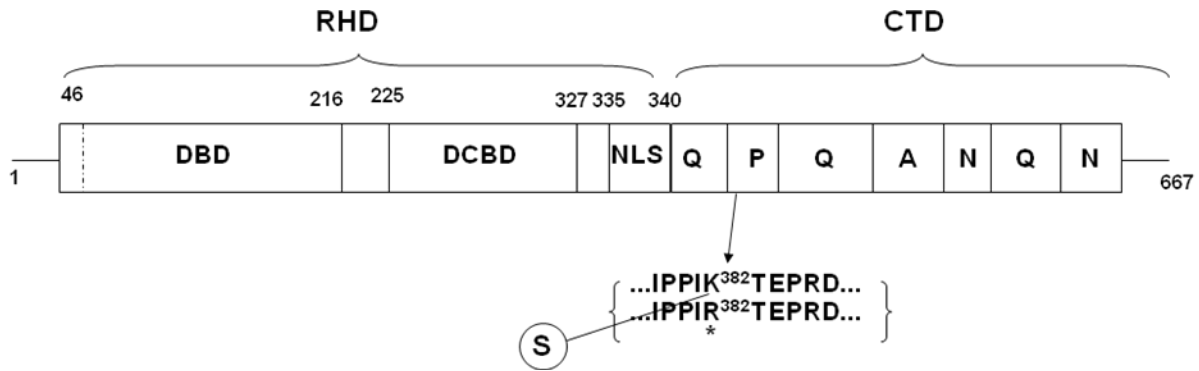 RHD CTD
46 216 225 327 335 340
DBD DCBD NLS Q P Q A N Q N
1 667
...IPPIK³⁸²TEPRD...
...IPPIR³⁸²TEPRD...
*
S